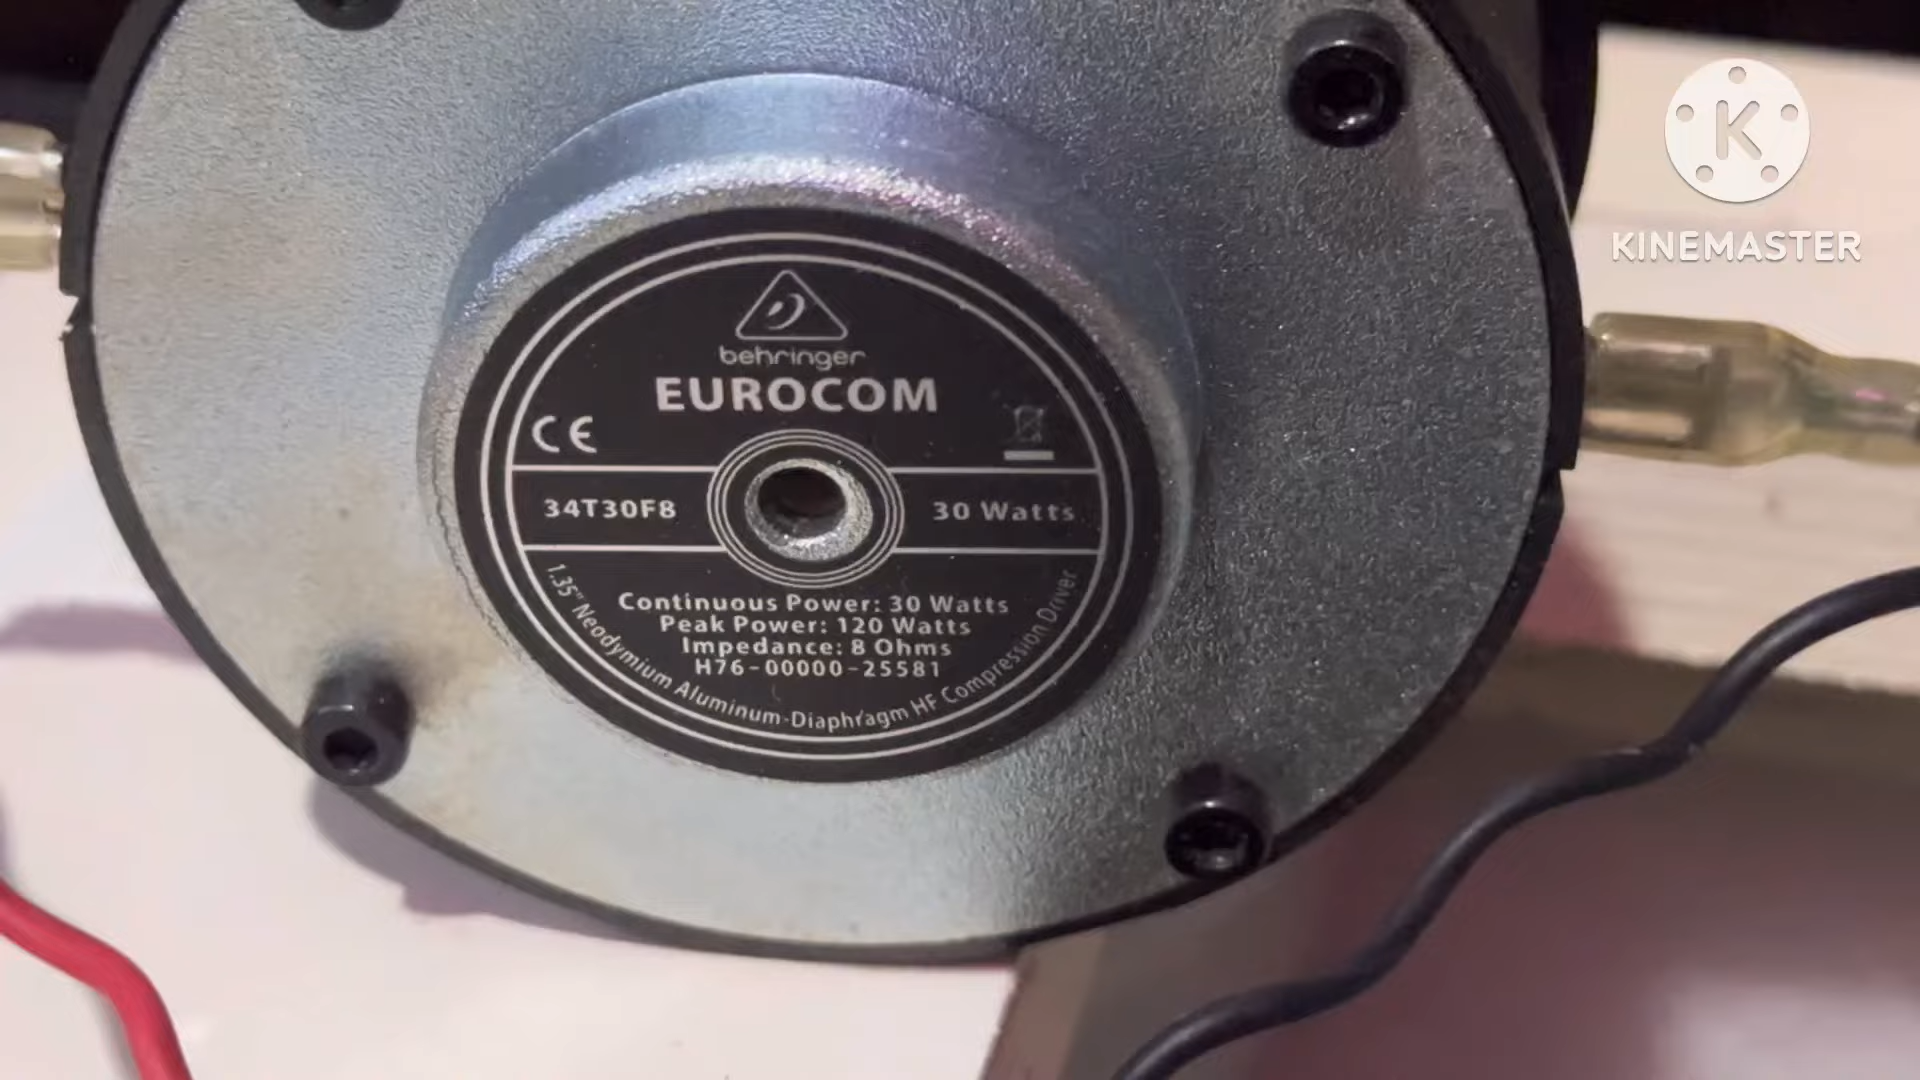 KINEMASTER
behringer
EUROCOM
CE
34T30F8
30 Watts
Continuous Power: 30 Watts
Peak Power: 120 Watts
Impedance: 8 Ohms
H76-00000-25581
1.35" Neodymium Aluminum-Diaphragm HF Compression Driver